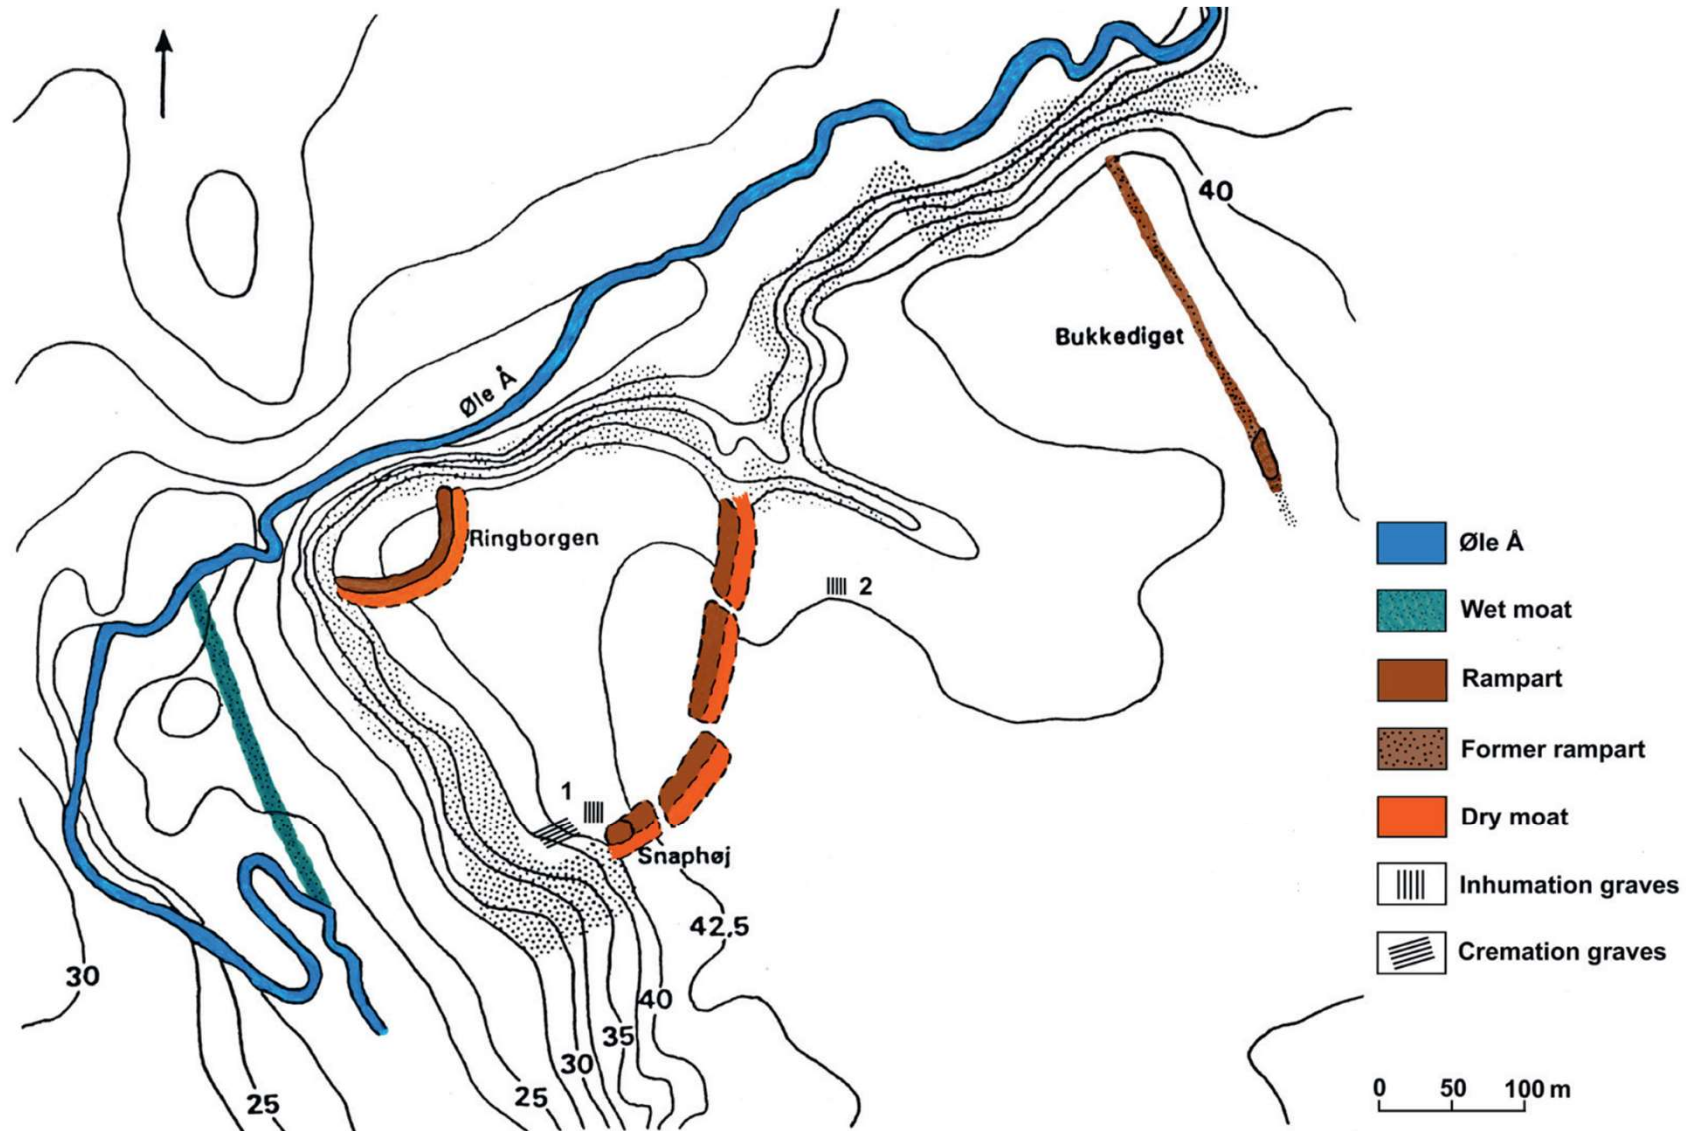 40
Bukkediget
Øle Å
Ringborgen
2
1
Snaphøj
42,5
30
40
35
30
25
25
Øle Å
Wet moat
Rampart
Former rampart
Dry moat
Inhumation graves
Cremation graves
0 50 100 m